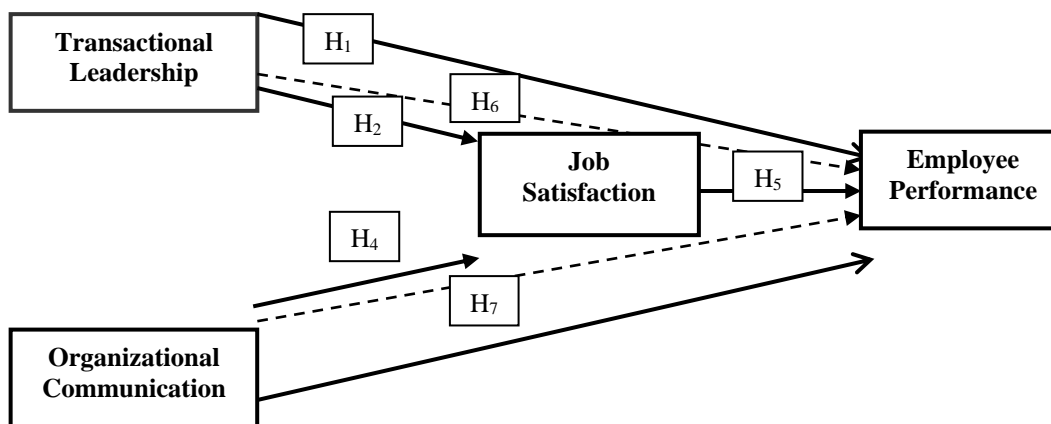 Transactional
Leadership
H₁
H₆
H₂
Job
Satisfaction
H₅
Employee
Performance
H₄
H₇
Organizational
Communication